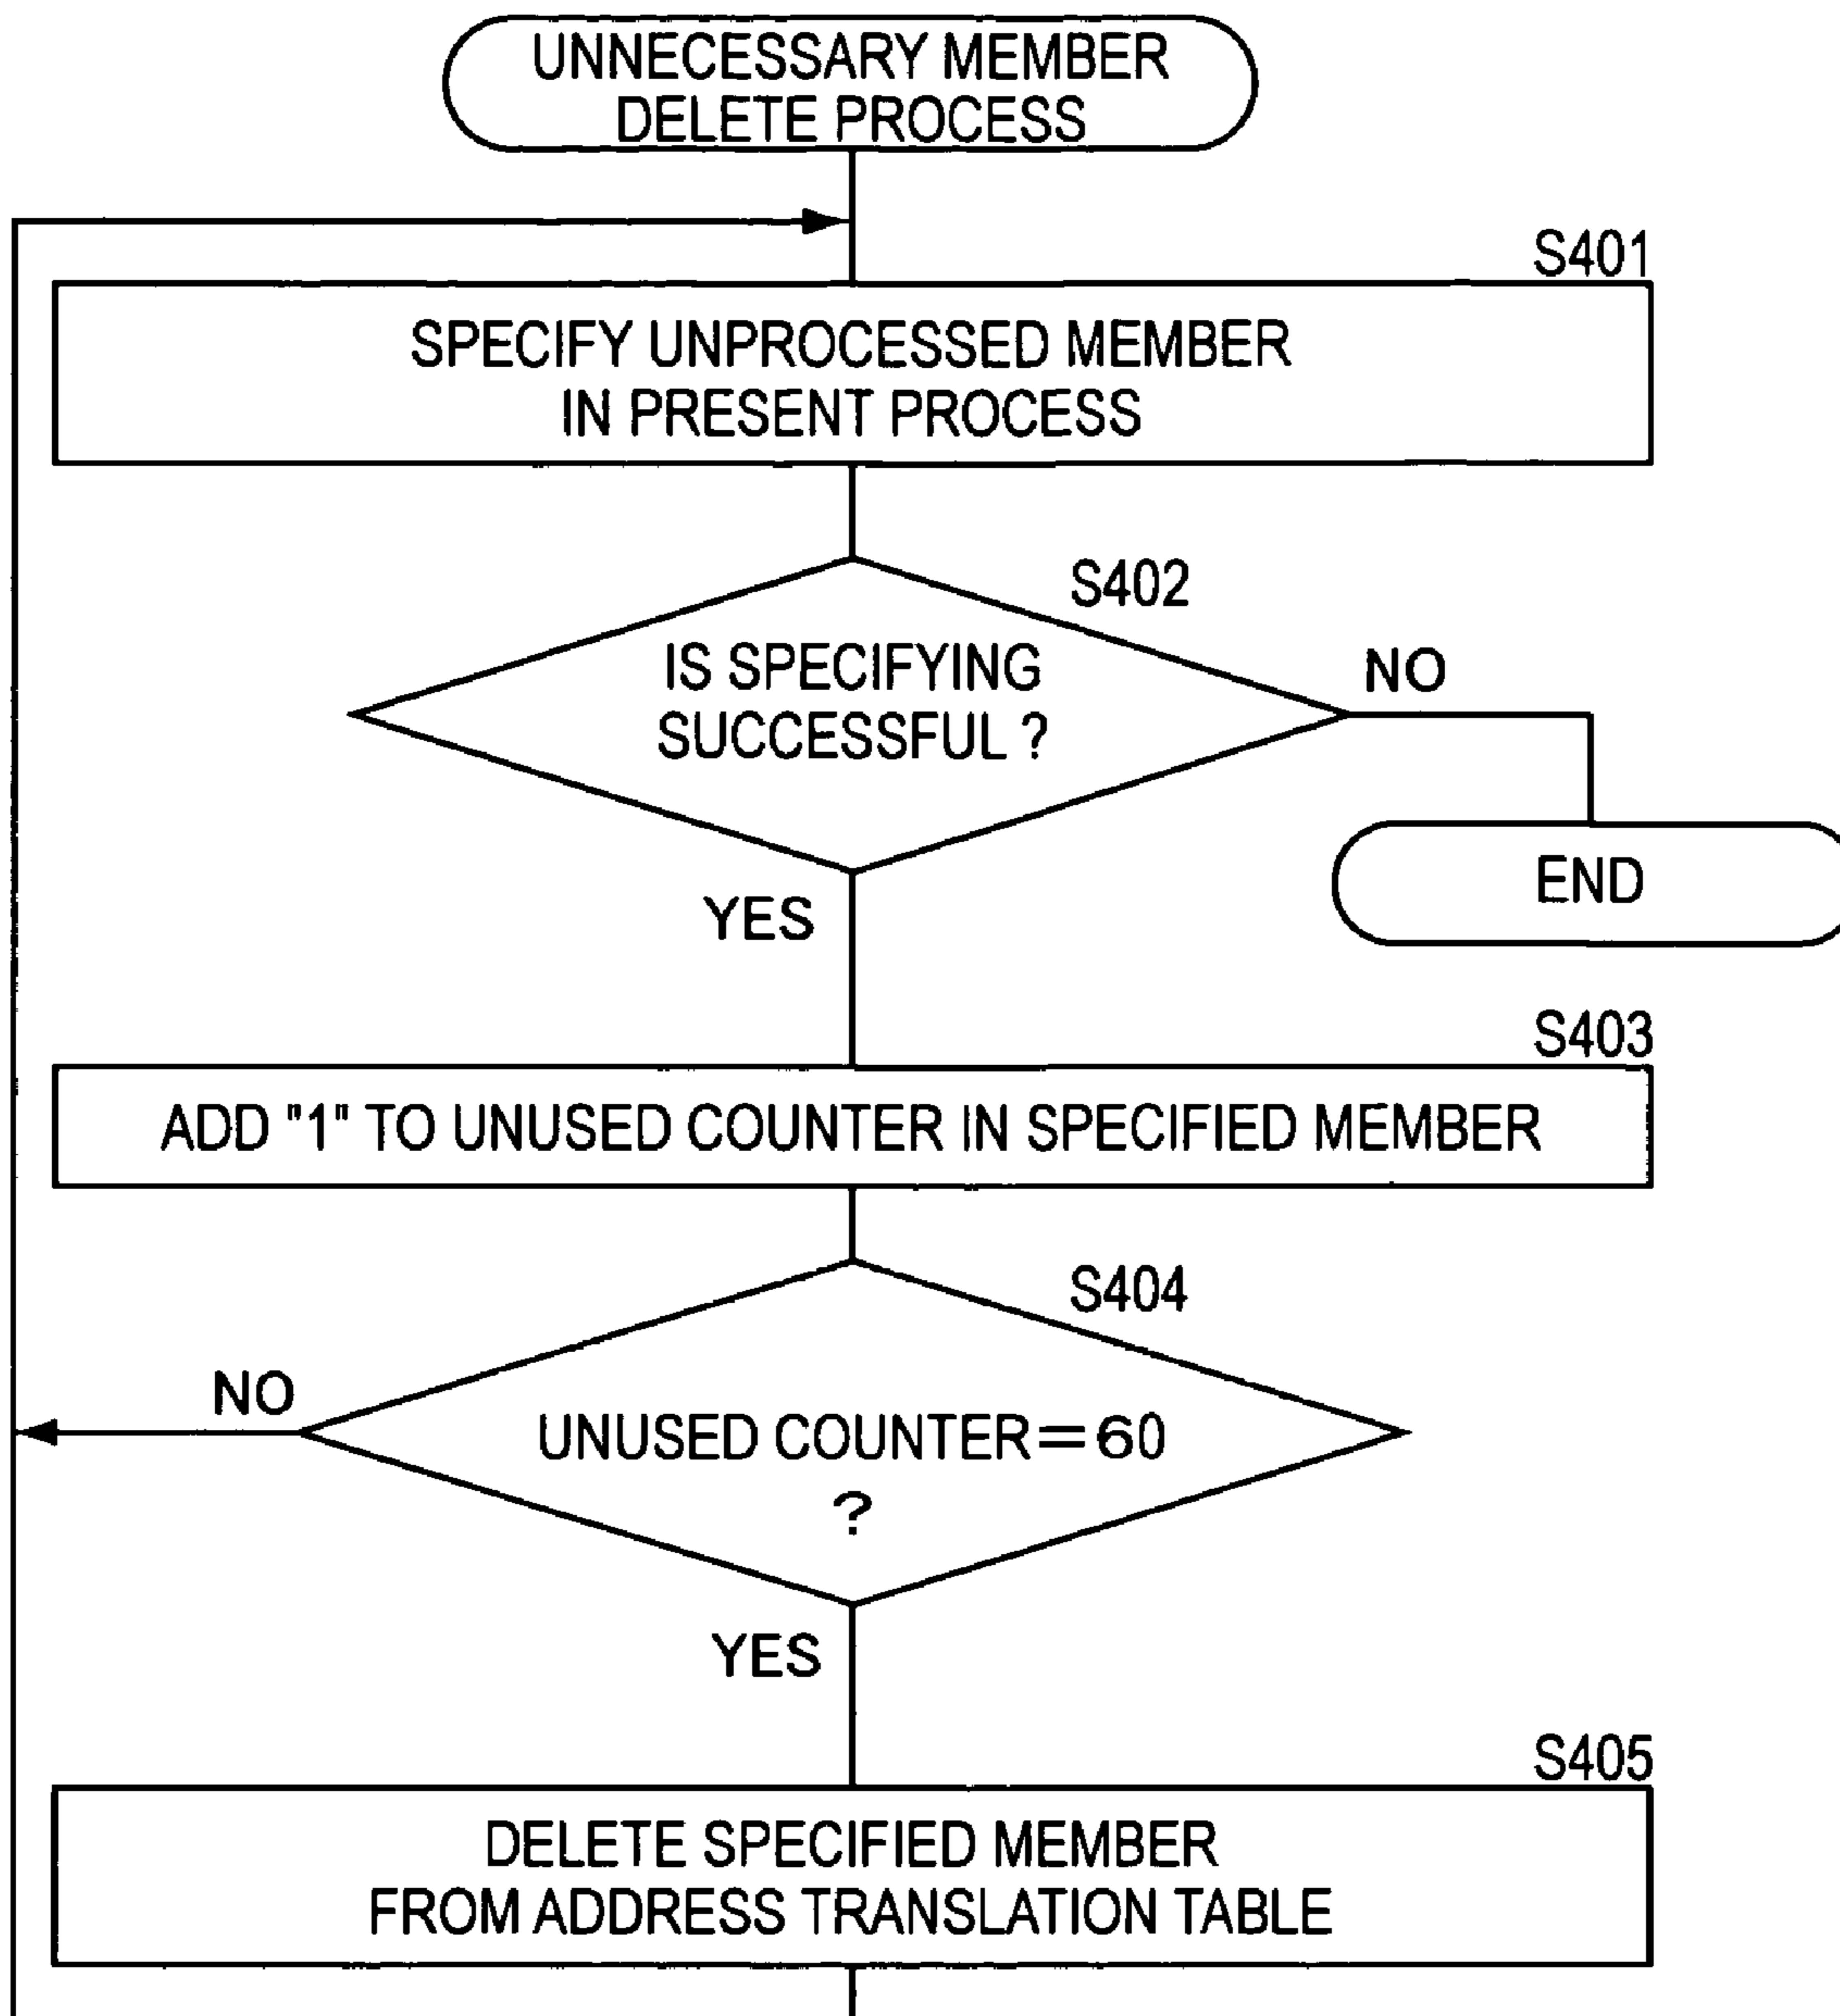 UNNECESSARY MEMBER
DELETE PROCESS
S401
SPECIFY UNPROCESSED MEMBER
IN PRESENT PROCESS
S402
IS SPECIFYING
SUCCESSFUL ?
NO
END
YES
S403
ADD "1" TO UNUSED COUNTER IN SPECIFIED MEMBER
S404
NO
UNUSED COUNTER=60
?
YES
S405
DELETE SPECIFIED MEMBER
FROM ADDRESS TRANSLATION TABLE